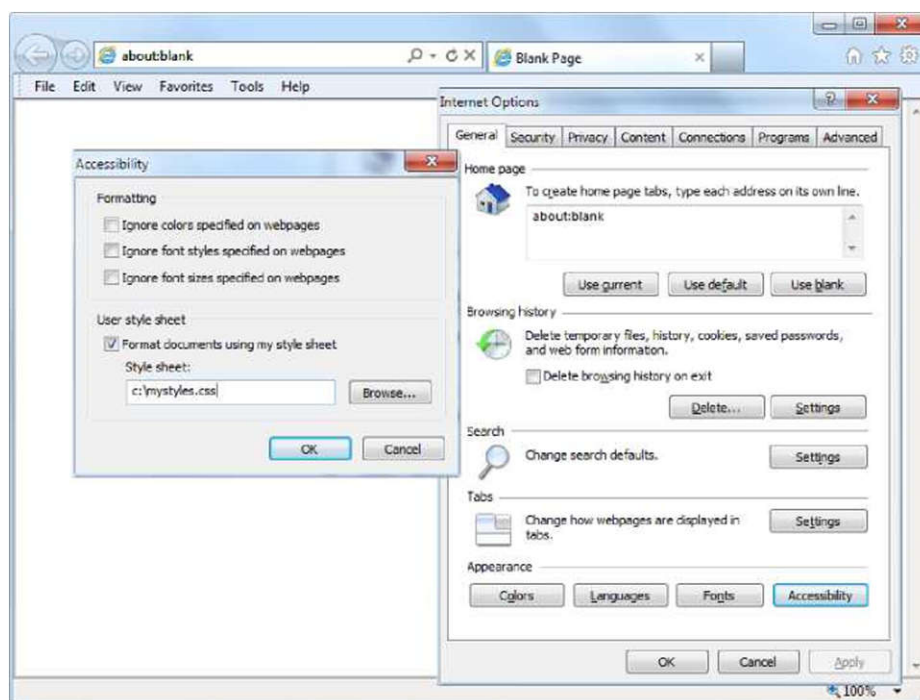 about:blank
Blank Page
File Edit View Favorites Tools Help
Internet Options
General Security Privacy Content Connections Programs Advanced
Home page
To create home page tabs, type each address on its own line.
about:blank
Use current Use default Use blank
Browsing history
Delete temporary files, history, cookies, saved passwords,
and web form information.
Delete browsing history on exit
Delete... Settings
Search
Change search defaults.
Settings
Tabs
Change how webpages are displayed in
tabs.
Settings
Appearance
Colors Languages Fonts Accessibility
OK Cancel Apply
Accessibility
Formatting
Ignore colors specified on webpages
Ignore font styles specified on webpages
Ignore font sizes specified on webpages
User style sheet
Format documents using my style sheet
Style sheet:
c:\mystyles.css
Browse...
OK Cancel
100%